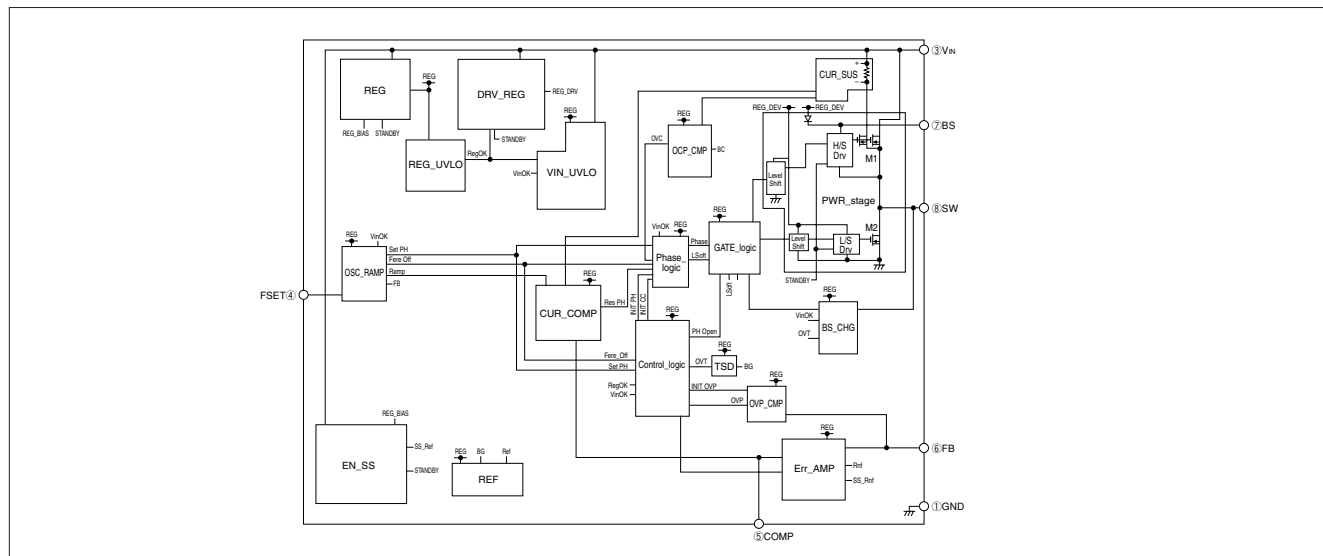 ③VIN
CUR_SUS
+
−
REG
REG
DRV_REG
REG_DRV
REG_DEV
REG_DEV
REG_BIAS
STANDBY
STANDBY
REG
REG
⑦BS
OVC
OCP_CMP
BC
H/S
Drv
M1
REG_UVLO
RegOK
VIN_UVLO
VinOK
Level
Shift
PWR_stage
⑧SW
REG
VinOK
REG
VinOK
REG
M2
OSC_RAMP
Set PH
Fere Off
Ramp
FB
Phase_
logic
Phase
LSoft
GATE_logic
Level
Shift
L/S
Drv
FSET④
REG
STANDBY
CUR_COMP
Res PH
INIT PH
INIT CC
LSoft
REG
REG
VinOK
OVT
BS_CHG
PH Open
Control_logic
Fere_Off
Set PH
RegOK
VinOK
REG
OVT
TSD
BG
INIT OVP
OVP
REG
OVP_CMP
REG_BIAS
EN_SS
SS_Ref
STANDBY
REG
BG
Ref
REF
REG
Err_AMP
Rnf
SS_Rnf
⑥FB
①GND
⑤COMP